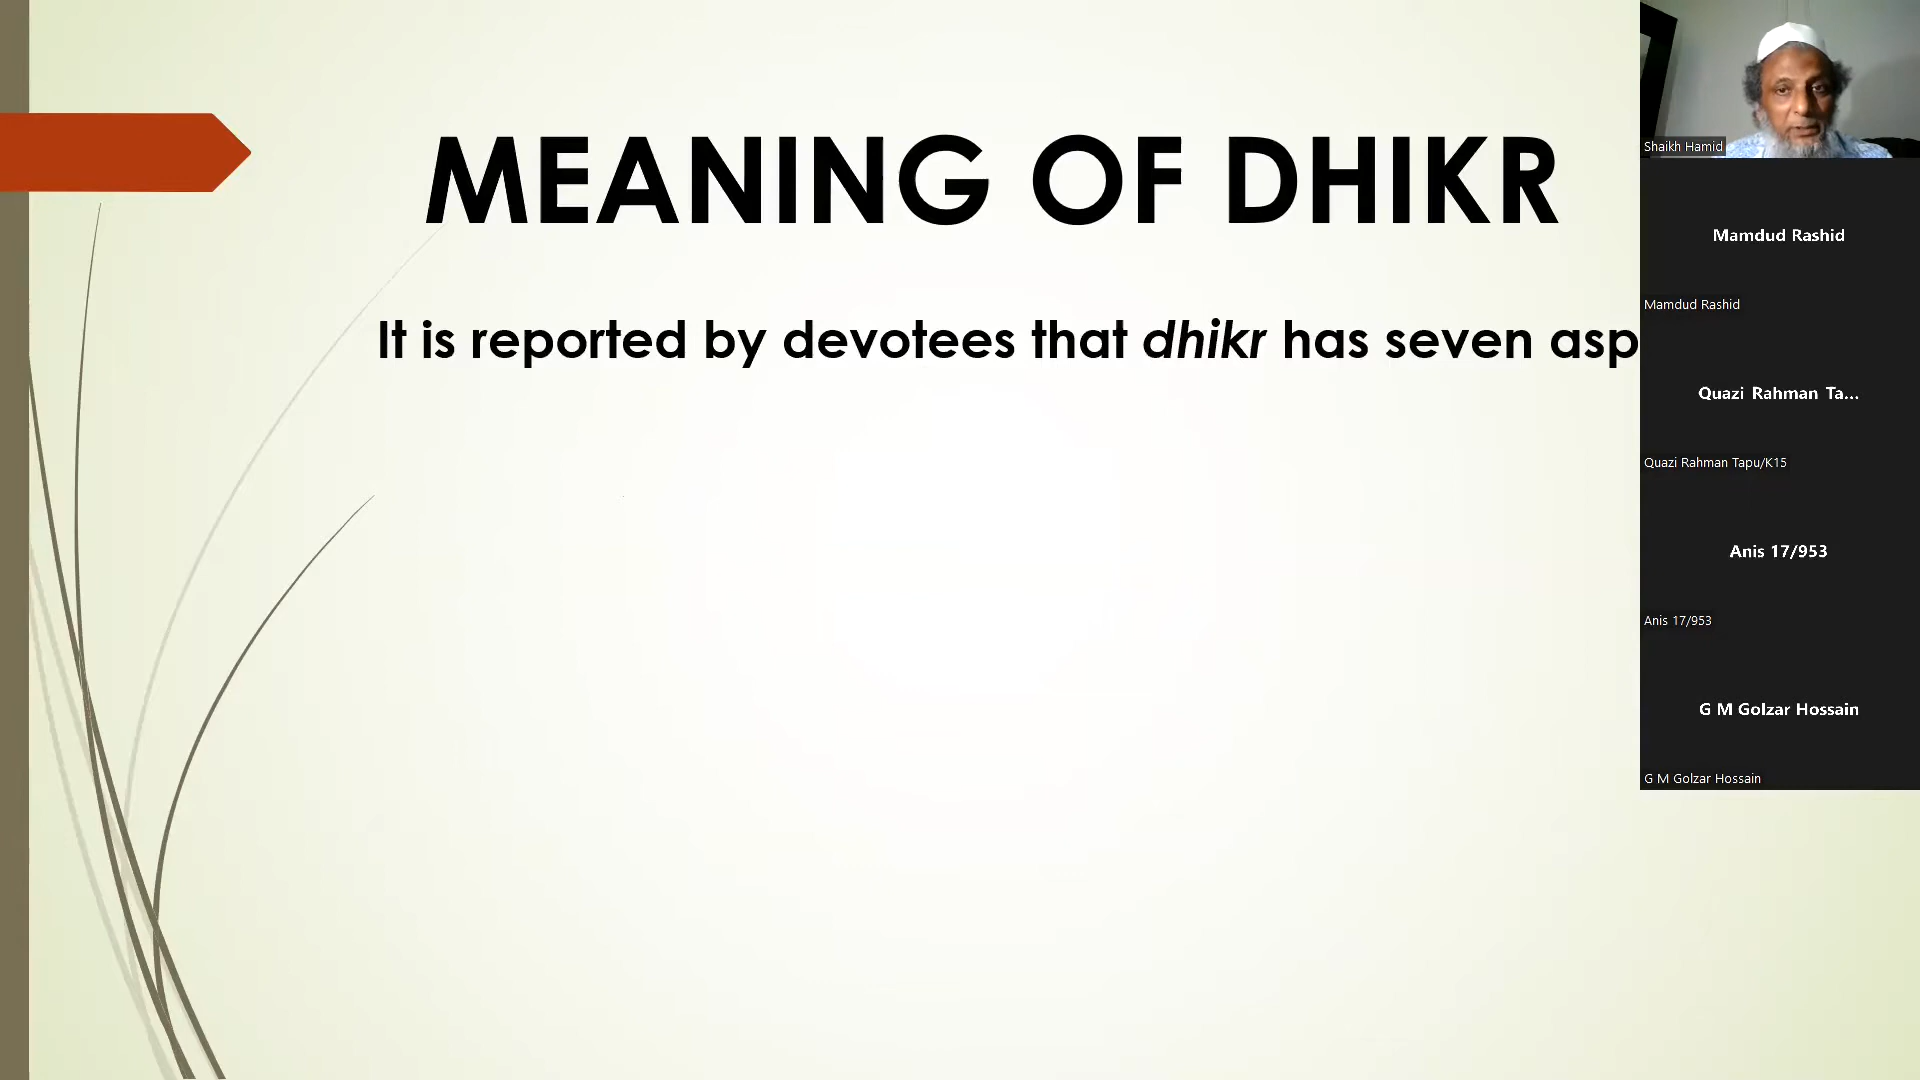 MEANING OF DHIKR
It is reported by devotees that dhikr has seven asp
Shaikh Hamid
Mamdud Rashid
Mamdud Rashid
Quazi Rahman Ta...
Quazi Rahman Tapu/K15
Anis 17/953
Anis 17/953
G M Golzar Hossain
G M Golzar Hossain